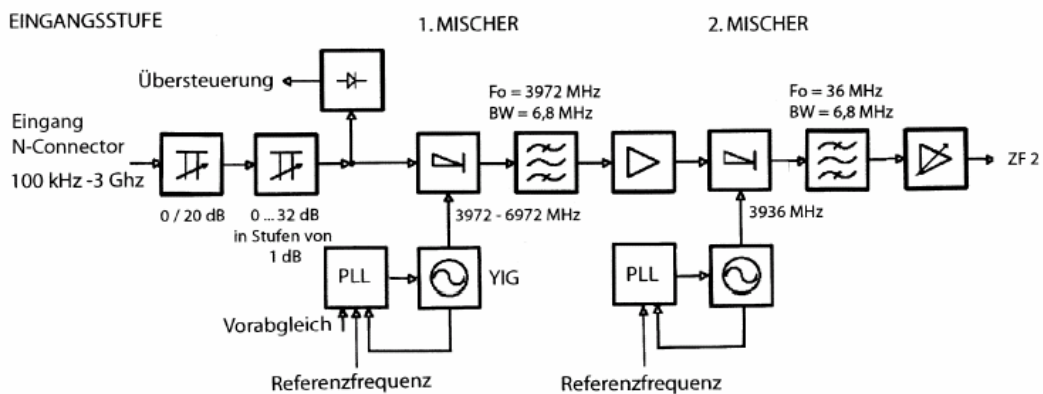 EINGANGSSTUFE
1. MISCHER
2. MISCHER
Übersteuerung
Fo = 3972 MHz
BW = 6,8 MHz
Fo = 36 MHz
BW = 6,8 MHz
Eingang
N-Connector
100 kHz -3 Ghz
ZF 2
0 / 20 dB
0 ... 32 dB
in Stufen von
1 dB
3972 - 6972 MHz
3936 MHz
PLL
YIG
PLL
Vorabgleich
Referenzfrequenz
Referenzfrequenz